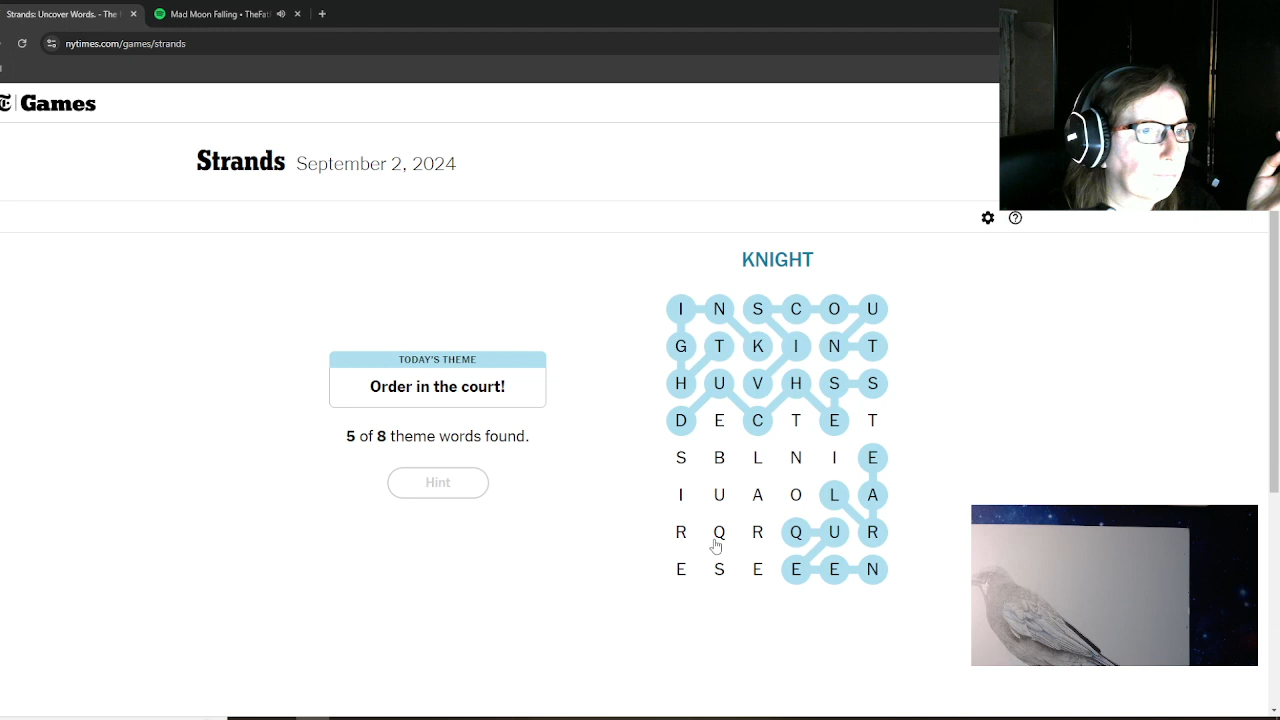 Strands: Uncover Words. - The
Mad Moon Falling • TheFat
nytimes.com/games/strands
Games
Strands September 2, 2024
KNIGHT
TODAY'S THEME
Order in the court!
5 of 8 theme words found.
Hint
I N S C O U
G T K I N T
H U V H S S
D E C T E T
S B L N I E
I U A O L A
R Q R Q U R
E S E E E N